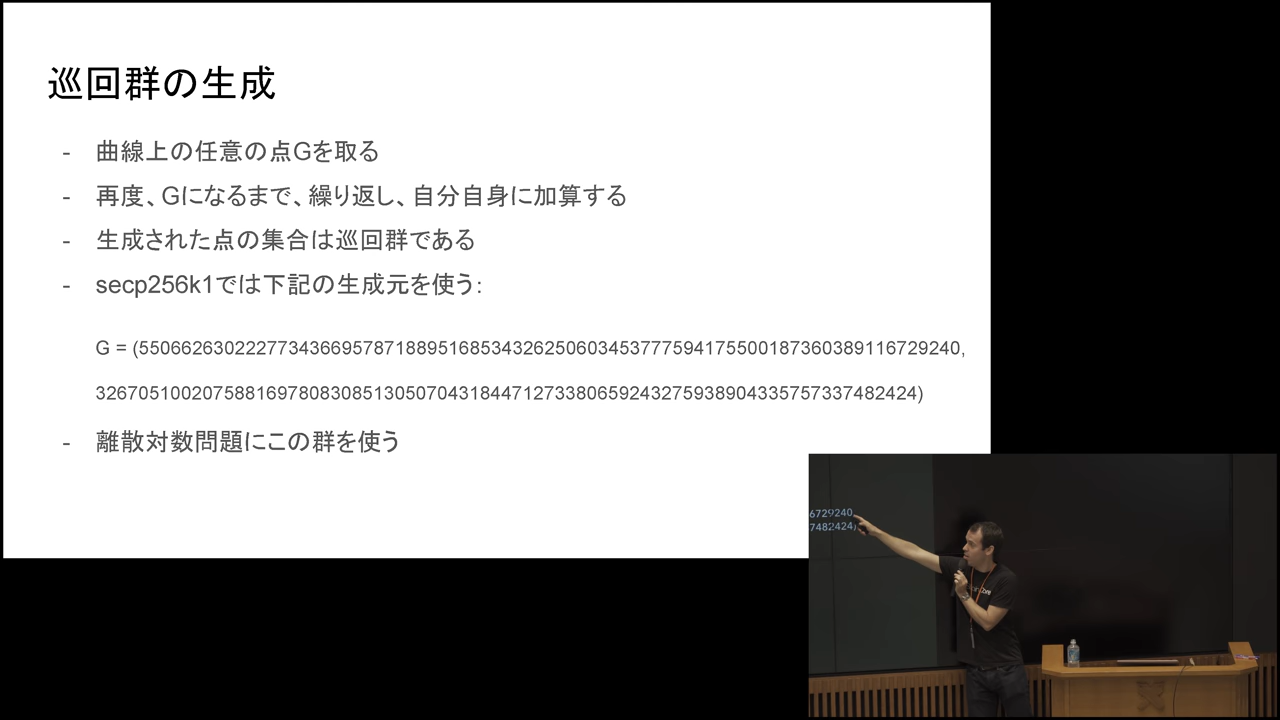 巡回群の生成
- 曲線上の任意の点Gを取る
- 再度、Gになるまで、繰り返し、自分自身に加算する
- 生成された点の集合は巡回群である
- secp256k1では下記の生成元を使う:
G = (55066263022277734366957871889516853432625060345377759417550018736038911672​9240,
32670510020758816978083085130507043184471273380659243275938904335757337482424)
- 離散対数問題にこの群を使う
6729240,
7482424)